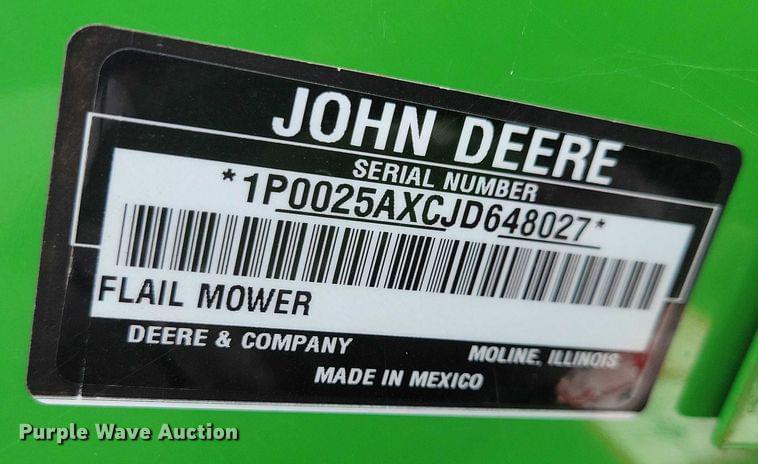 JOHN DEERE
SERIAL NUMBER
*1P0025AXCJD648027*
FLAIL MOWER
DEERE & COMPANY MOLINE, ILLINOIS
MADE IN MEXICO
Purple Wave Auction